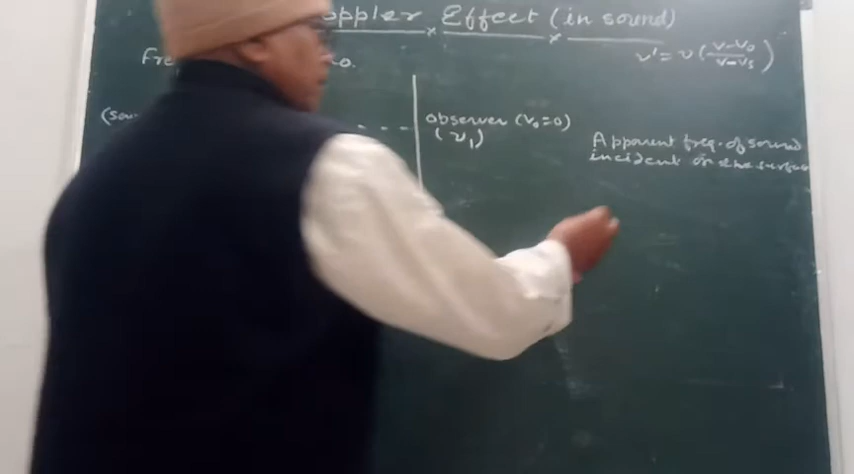 oppler Effect (in sound)
ν' = ν (v-v₀/v-vₛ)
Fre
(sou
observer (v₀=0)
(ν₁)
Apparent freq. of sound
incident on the surface